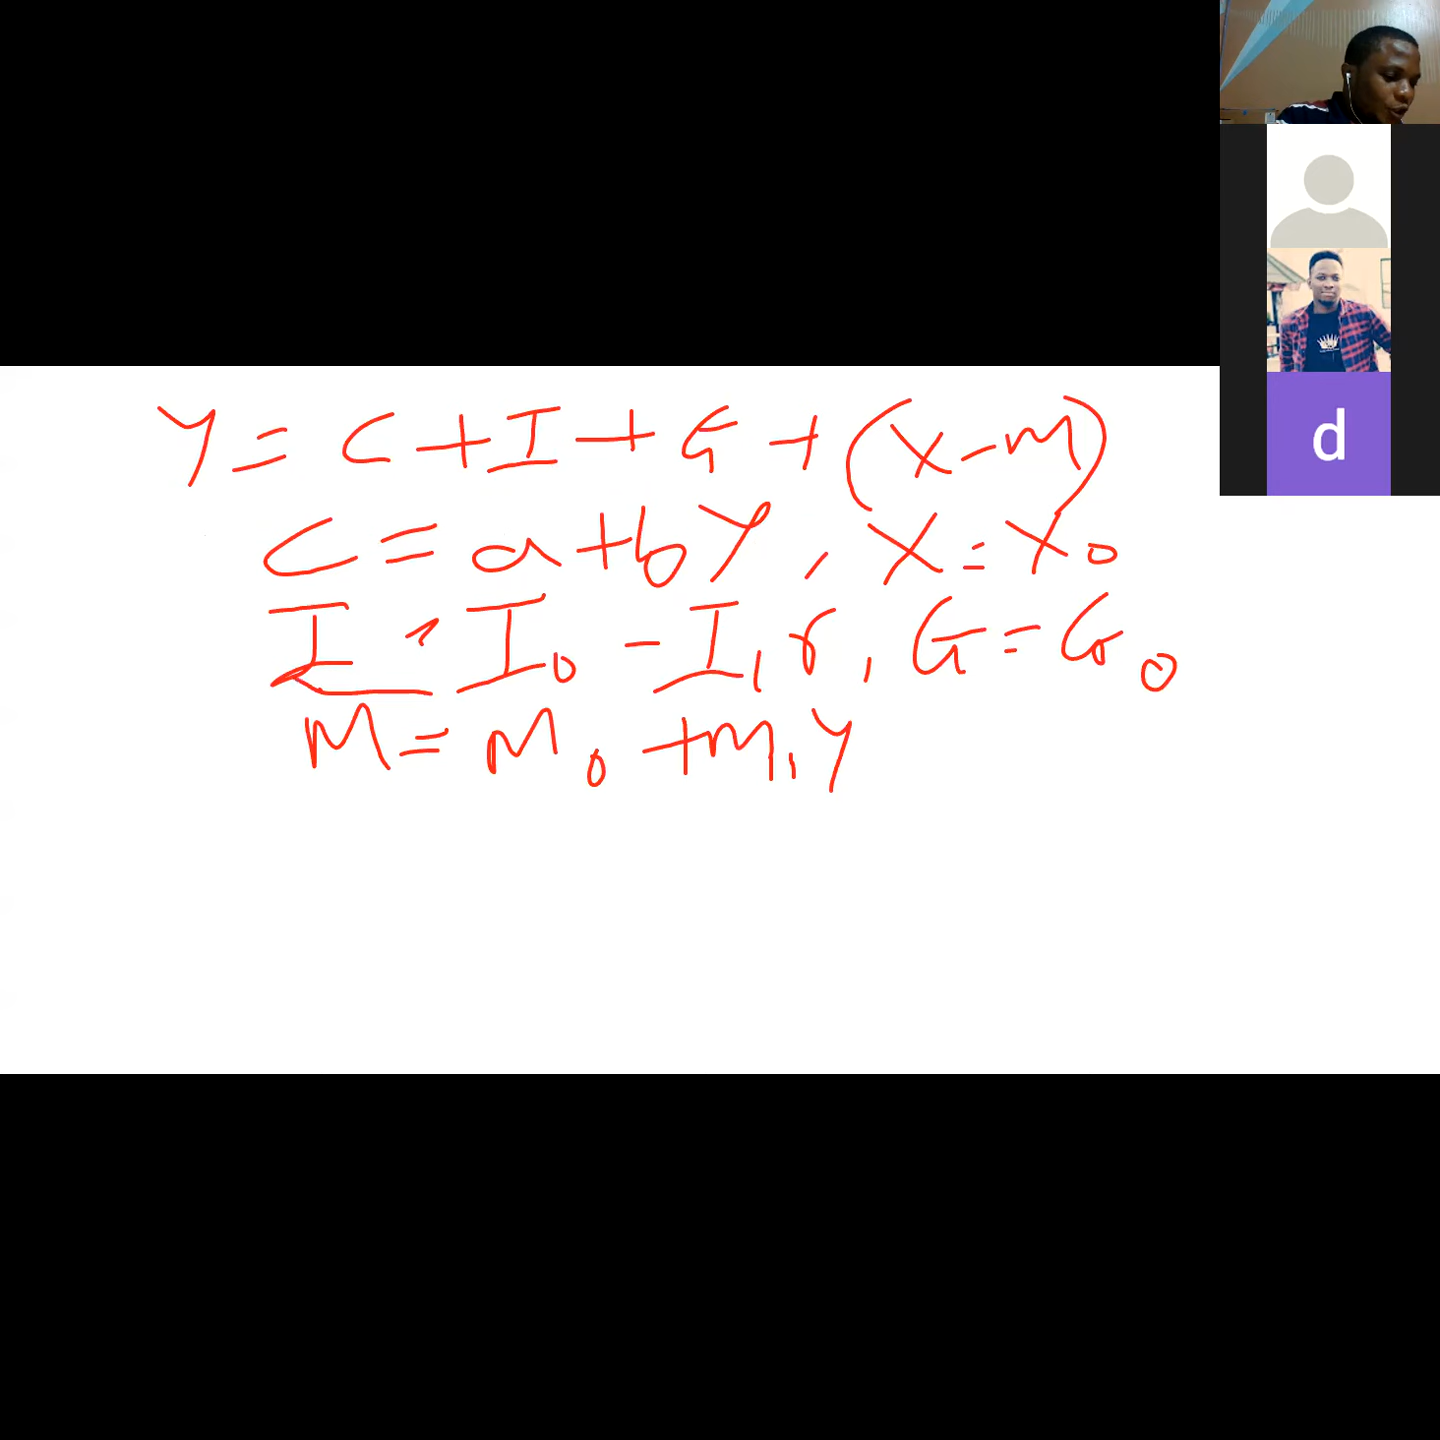 Y = C + I + G + (X - M)
C = a + bY, X = X₀
I = I₀ - I₁r, G = G₀
M = M₀ + M₁Y
d